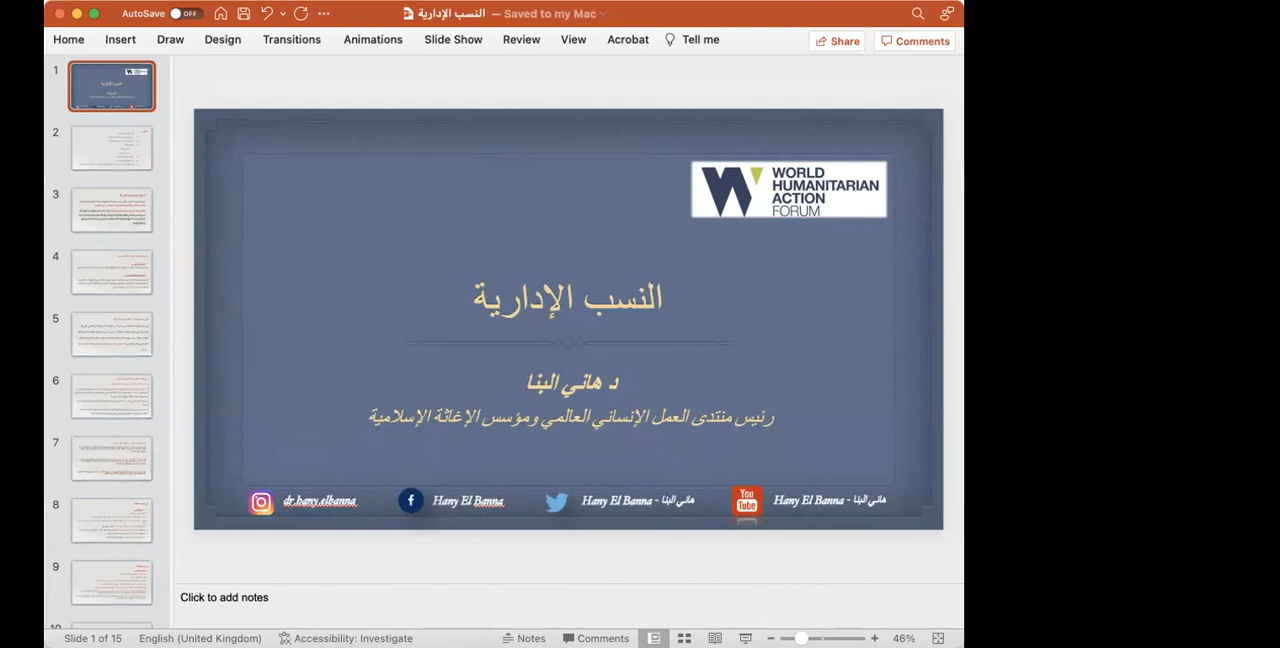 AutoSave OFF النسب الإدارية — Saved to my Mac
Home Insert Draw Design Transitions Animations Slide Show Review View Acrobat Tell me Share Comments
1
2
3
4
5
6
7
8
9
10
WORLD
HUMANITARIAN
ACTION
FORUM
النسب الإدارية
د هاني البنا
رئيس منتدى العمل الإنساني العالمي ومؤسس الإغاثة الإسلامية
dr.hany.elbanna Hany El Banna Hany El Banna - هاني البنا You Tube Hany El Banna - هاني البنا
Click to add notes
Slide 1 of 15 English (United Kingdom) Accessibility: Investigate Notes Comments 46%